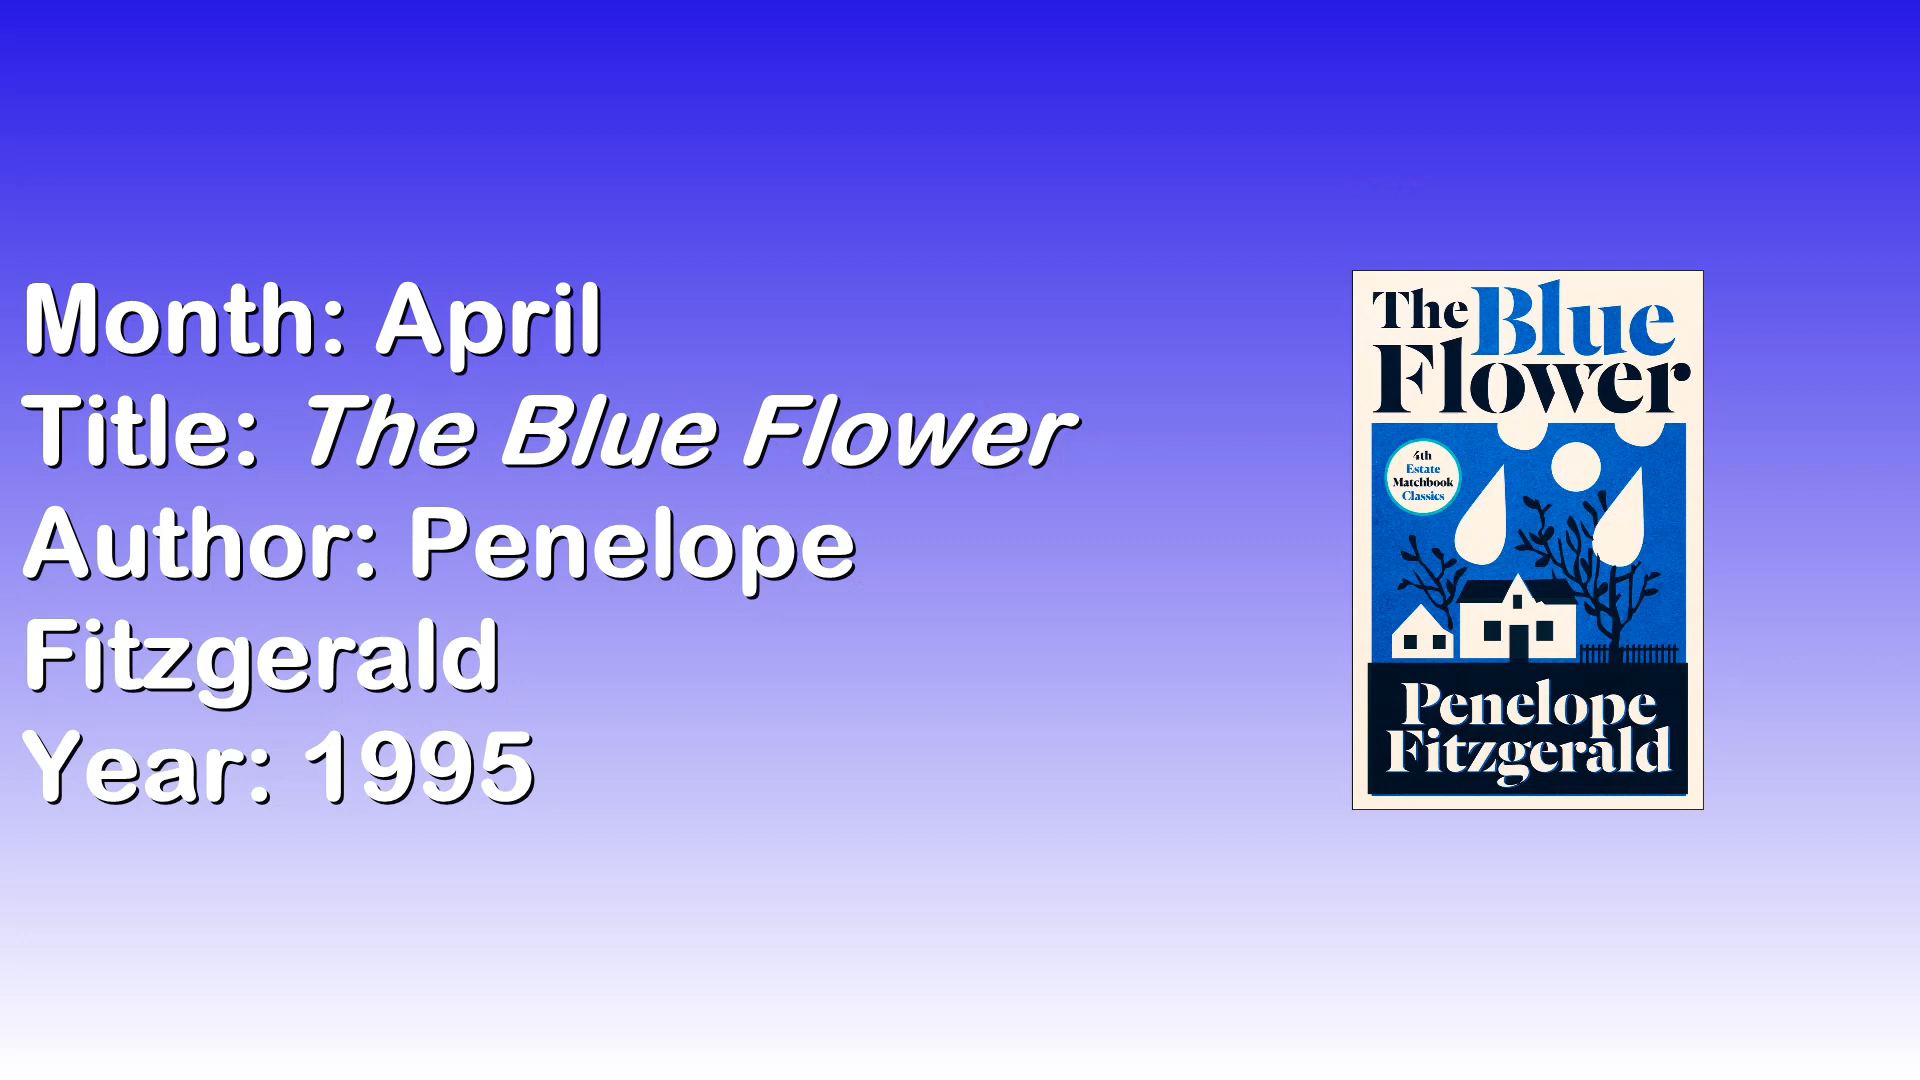 Month: April
Title: The Blue Flower
Author: Penelope
Fitzgerald
Year: 1995
The Blue
Flower
4th
Estate
Matchbook
Classics
Penelope
Fitzgerald